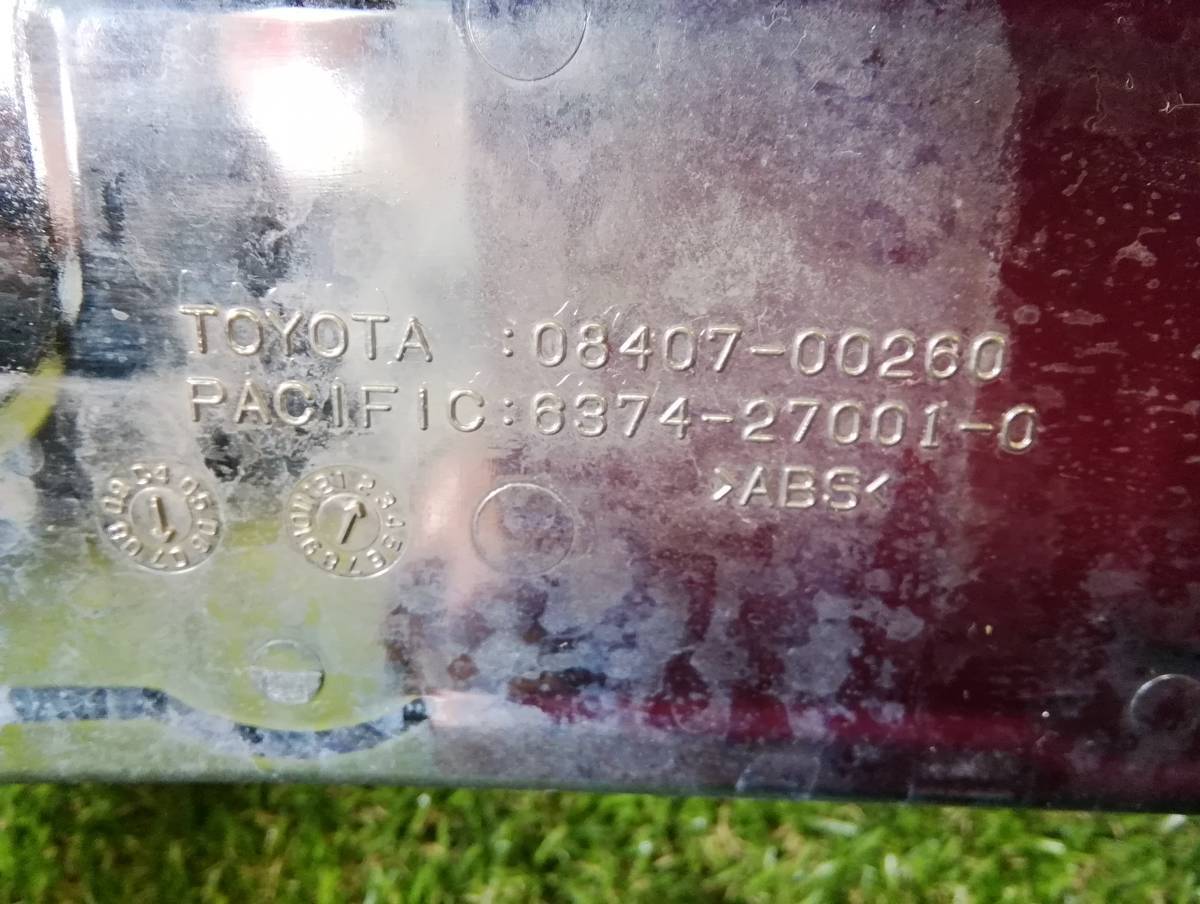 TOYOTA :08407-00260
PACIFIC:6374-27001-0
>ABS<